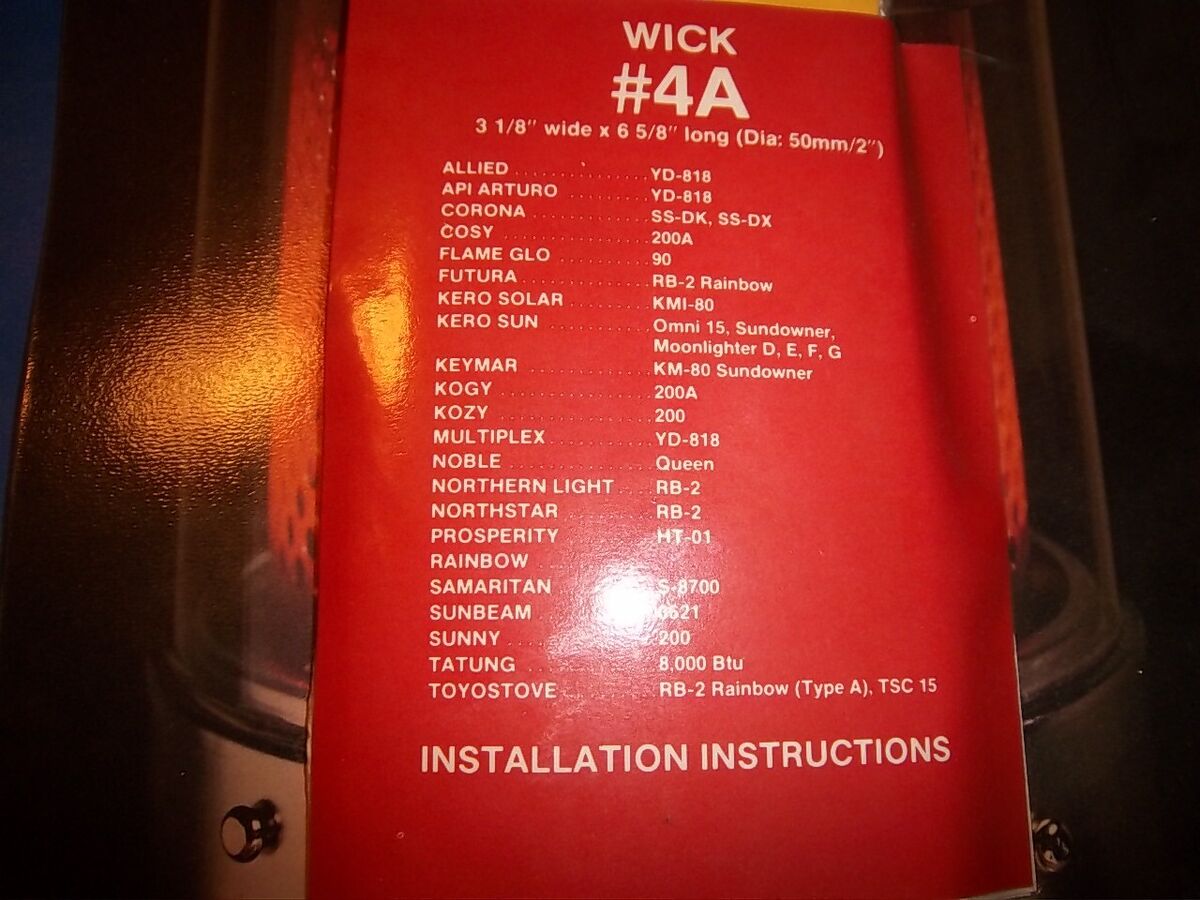 WICK
#4A
3 1/8" wide x 6 5/8" long (Dia: 50mm/2")
ALLIED ................ YD-818
API ARTURO ........... YD-818
CORONA .............. SS-DK, SS-DX
COSY ................. 200A
FLAME GLO .......... 90
FUTURA .............. RB-2 Rainbow
KERO SOLAR ......... KMI-80
KERO SUN ............ Omni 15, Sundowner,
Moonlighter D, E, F, G
KEYMAR .............. KM-80 Sundowner
KOGY ................. 200A
KOZY ................. 200
MULTIPLEX ........... YD-818
NOBLE ................ Queen
NORTHERN LIGHT .... RB-2
NORTHSTAR .......... RB-2
PROSPERITY ......... HT-01
RAINBOW
SAMARITAN .......... S-8700
SUNBEAM
SUNNY ............... 200
TATUNG .............. 8,000 Btu
TOYOSTOVE .......... RB-2 Rainbow (Type A), TSC 15
INSTALLATION INSTRUCTIONS